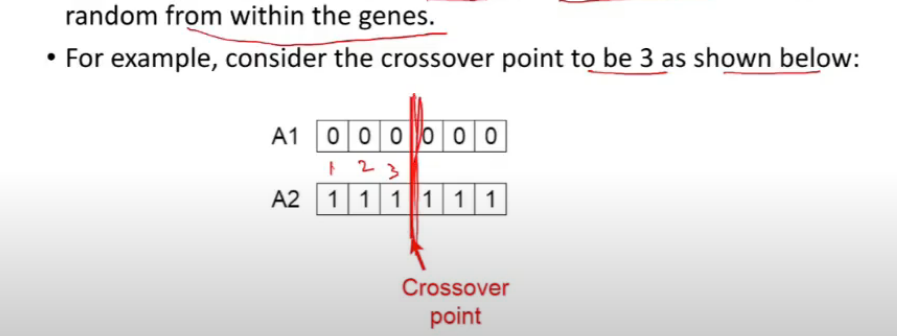 random from within the genes.
• For example, consider the crossover point to be 3 as shown below:
A1 0 0 0 0 0 0
1 2 3
A2 1 1 1 1 1 1
Crossover
point